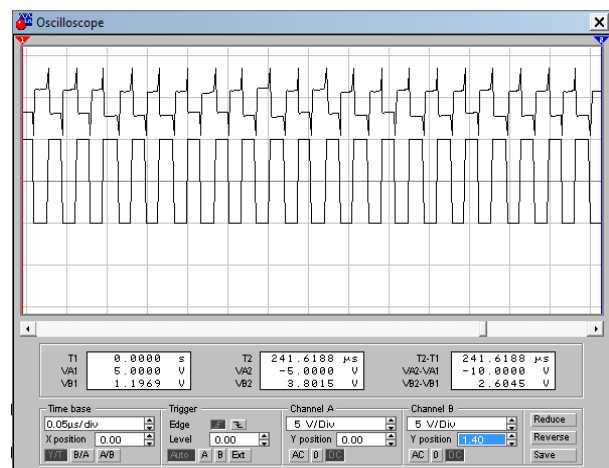 Oscilloscope
1
2
T1 0.0000 s
VA1 5.0000 V
VB1 1.1969 V
T2 241.6188 µs
VA2 -5.0000 V
VB2 3.8015 V
T2-T1 241.6188 µs
VA2-VA1 -10.0000 V
VB2-VB1 2.6045 V
Time base
0.05µs/div
X position 0.00
Y/T B/A A/B
Trigger
Edge
Level 0.00
Auto A B Ext
Channel A
5 V/Div
Y position 0.00
AC 0 DC
Channel B
5 V/Div
Y position 1.40
AC 0 DC
Reduce
Reverse
Save